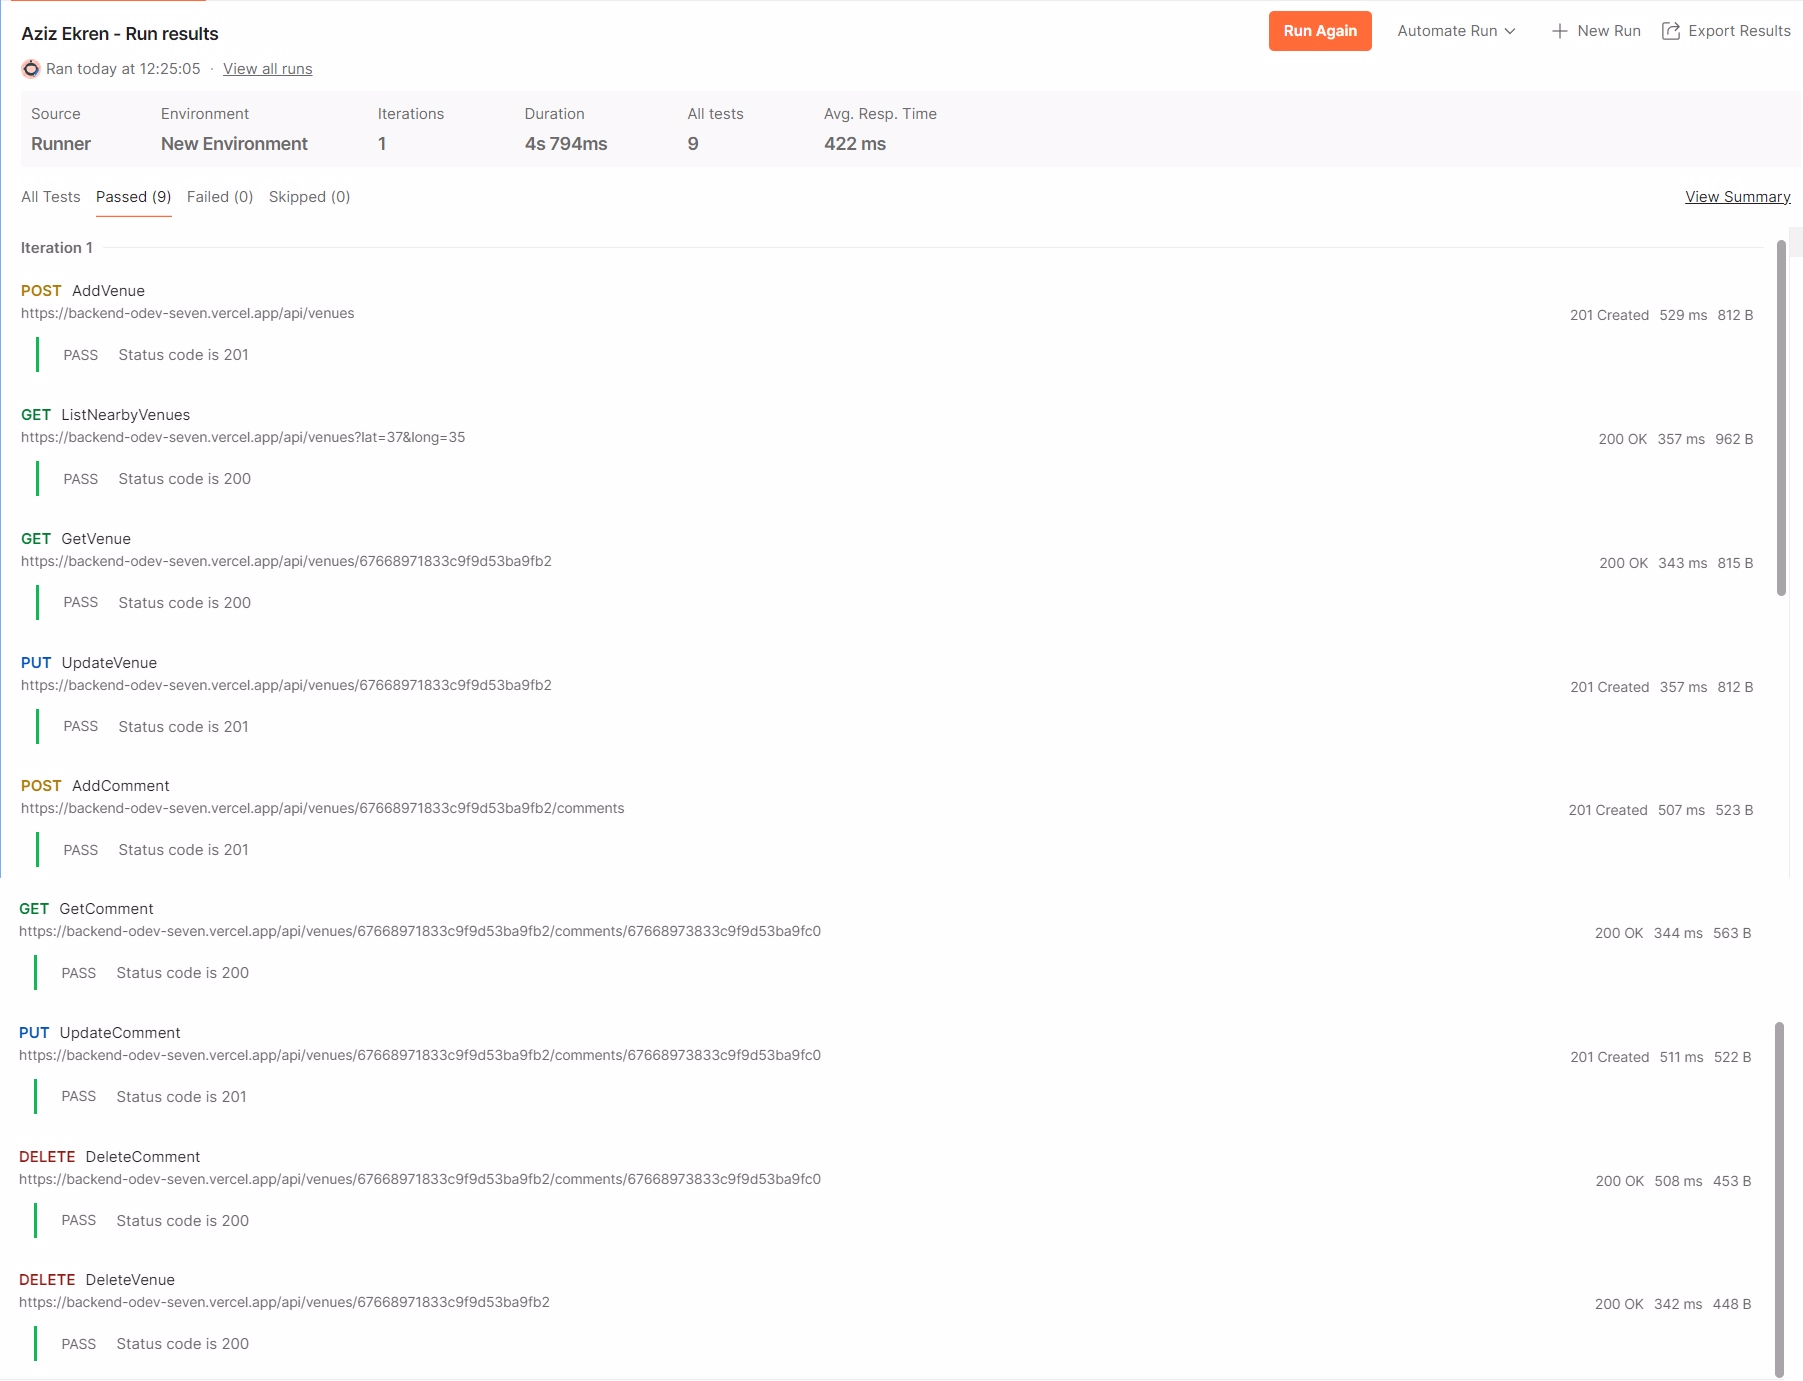 Aziz Ekren - Run results
Run Again Automate Run New Run Export Results
Ran today at 12:25:05 · View all runs
Source Environment Iterations Duration All tests Avg. Resp. Time
Runner New Environment 1 4s 794ms 9 422 ms
All Tests Passed (9) Failed (0) Skipped (0) View Summary
Iteration 1
POST AddVenue
https://backend-odev-seven.vercel.app/api/venues
201 Created 529 ms 812 B
PASS Status code is 201
GET ListNearbyVenues
https://backend-odev-seven.vercel.app/api/venues?lat=37&long=35
200 OK 357 ms 962 B
PASS Status code is 200
GET GetVenue
https://backend-odev-seven.vercel.app/api/venues/67668971833c9f9d53ba9fb2
200 OK 343 ms 815 B
PASS Status code is 200
PUT UpdateVenue
https://backend-odev-seven.vercel.app/api/venues/67668971833c9f9d53ba9fb2
201 Created 357 ms 812 B
PASS Status code is 201
POST AddComment
https://backend-odev-seven.vercel.app/api/venues/67668971833c9f9d53ba9fb2/comments
201 Created 507 ms 523 B
PASS Status code is 201
GET GetComment
https://backend-odev-seven.vercel.app/api/venues/67668971833c9f9d53ba9fb2/comments/67668973833c9f9d53ba9fc0
200 OK 344 ms 563 B
PASS Status code is 200
PUT UpdateComment
https://backend-odev-seven.vercel.app/api/venues/67668971833c9f9d53ba9fb2/comments/67668973833c9f9d53ba9fc0
201 Created 511 ms 522 B
PASS Status code is 201
DELETE DeleteComment
https://backend-odev-seven.vercel.app/api/venues/67668971833c9f9d53ba9fb2/comments/67668973833c9f9d53ba9fc0
200 OK 508 ms 453 B
PASS Status code is 200
DELETE DeleteVenue
https://backend-odev-seven.vercel.app/api/venues/67668971833c9f9d53ba9fb2
200 OK 342 ms 448 B
PASS Status code is 200